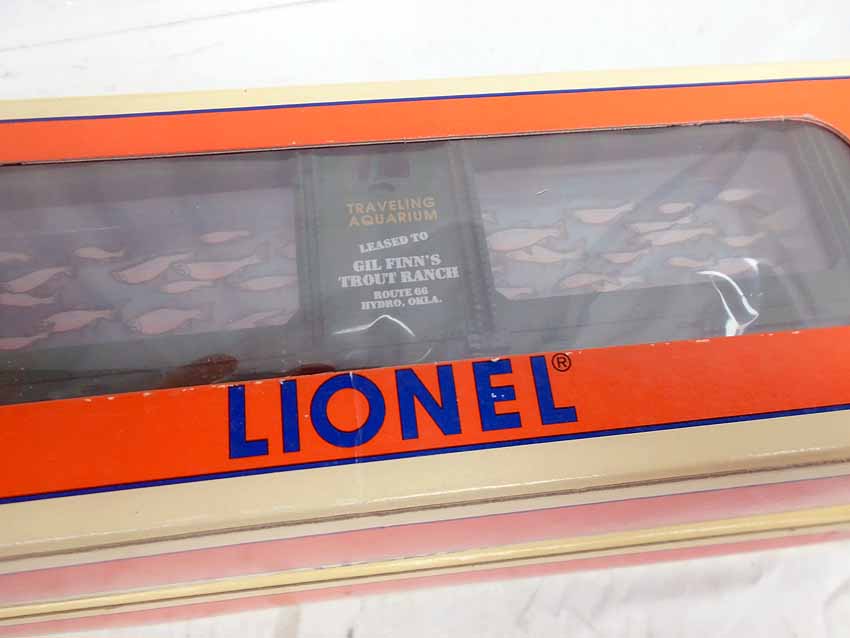 TRAVELING
AQUARIUM
LEASED TO
GIL FINN'S
TROUT RANCH
ROUTE 66
HYDRO, OKLA.
LIONEL®